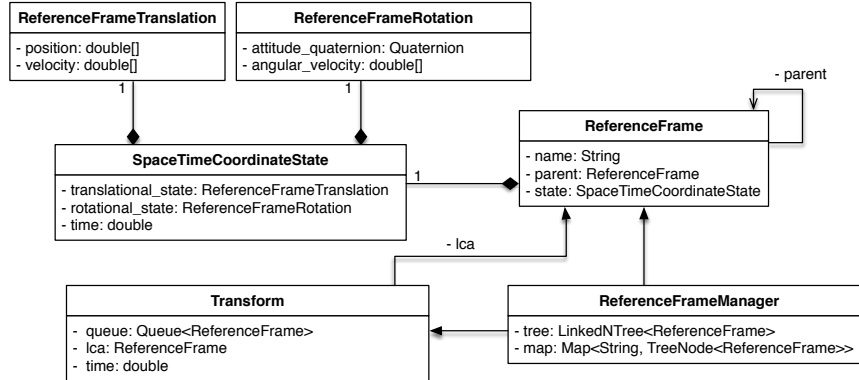 ReferenceFrameTranslation
- position: double[]
- velocity: double[]
1
ReferenceFrameRotation
- attitude_quaternion: Quaternion
- angular_velocity: double[]
1
- parent
SpaceTimeCoordinateState
- translational_state: ReferenceFrameTranslation
- rotational_state: ReferenceFrameRotation
- time: double
1
ReferenceFrame
- name: String
- parent: ReferenceFrame
- state: SpaceTimeCoordinateState
- lca
Transform
- queue: Queue<ReferenceFrame>
- lca: ReferenceFrame
- time: double
ReferenceFrameManager
- tree: LinkedNTree<ReferenceFrame>
- map: Map<String, TreeNode<ReferenceFrame>>